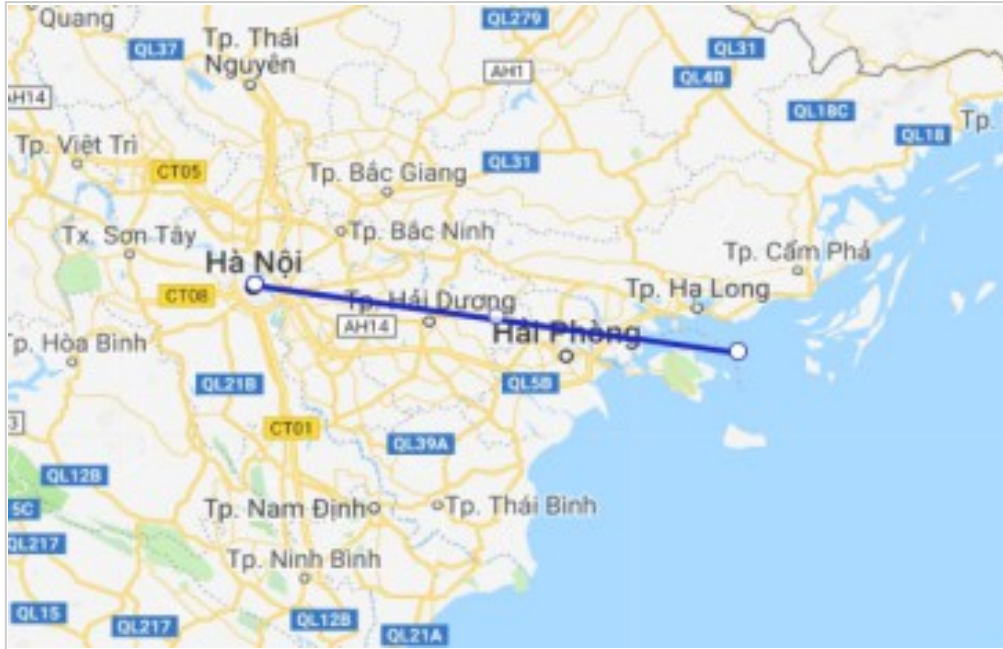 Quang
QL279
QL31
QL37
Tp. Thái
Nguyên
AH1
QL4B
AH14
QL18C
Tp.
QL18
Tp. Việt Trì
CT05
QL31
Tp. Bắc Giang
Tx. Sơn Tây
Tp. Bắc Ninh
Tp. Cẩm Phả
Hà Nội
CT08
Tp. Hải Dương
Tp. Hạ Long
AH14
Hải Phòng
Tp. Hòa Bình
QL21B
QL5B
3
CT01
QL39A
QL12B
5C
Tp. Nam Định
Tp. Thái Bình
QL217
Tp. Ninh Bình
QL15
QL217
QL12B
QL21A